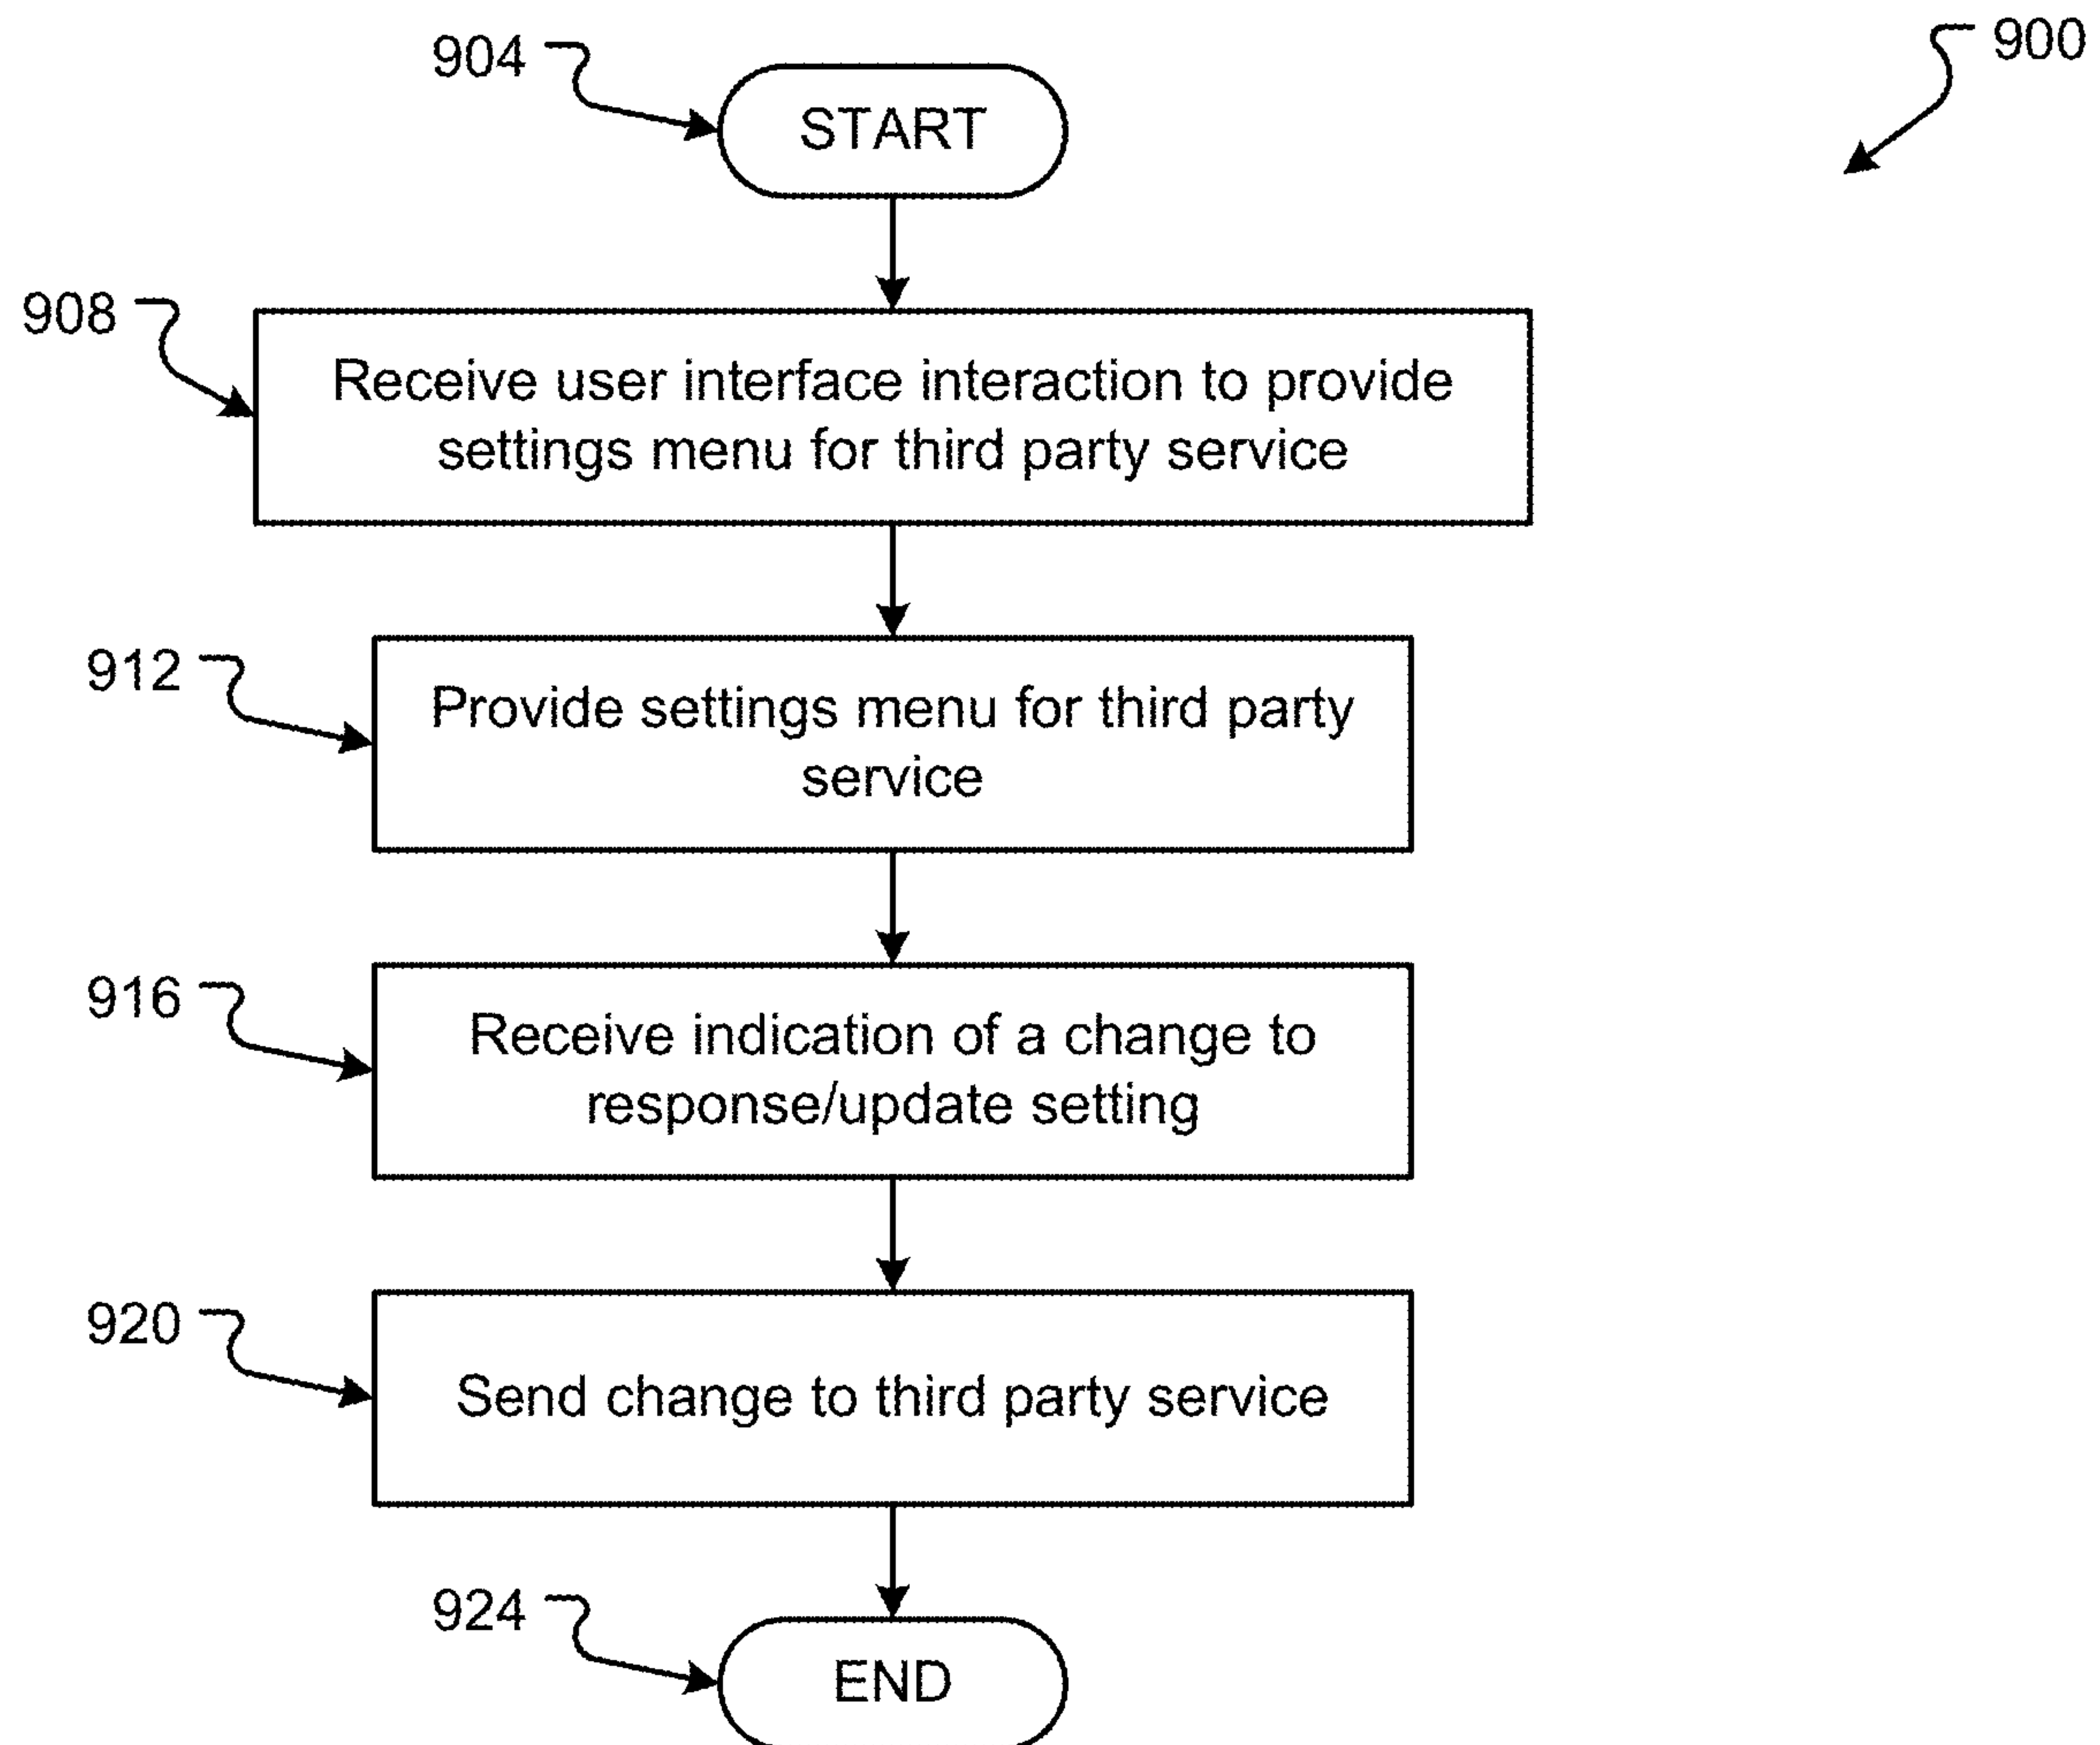 904
START
900
908
Receive user interface interaction to provide
settings menu for third party service
912
Provide settings menu for third party
service
916
Receive indication of a change to
response/update setting
920
Send change to third party service
924
END